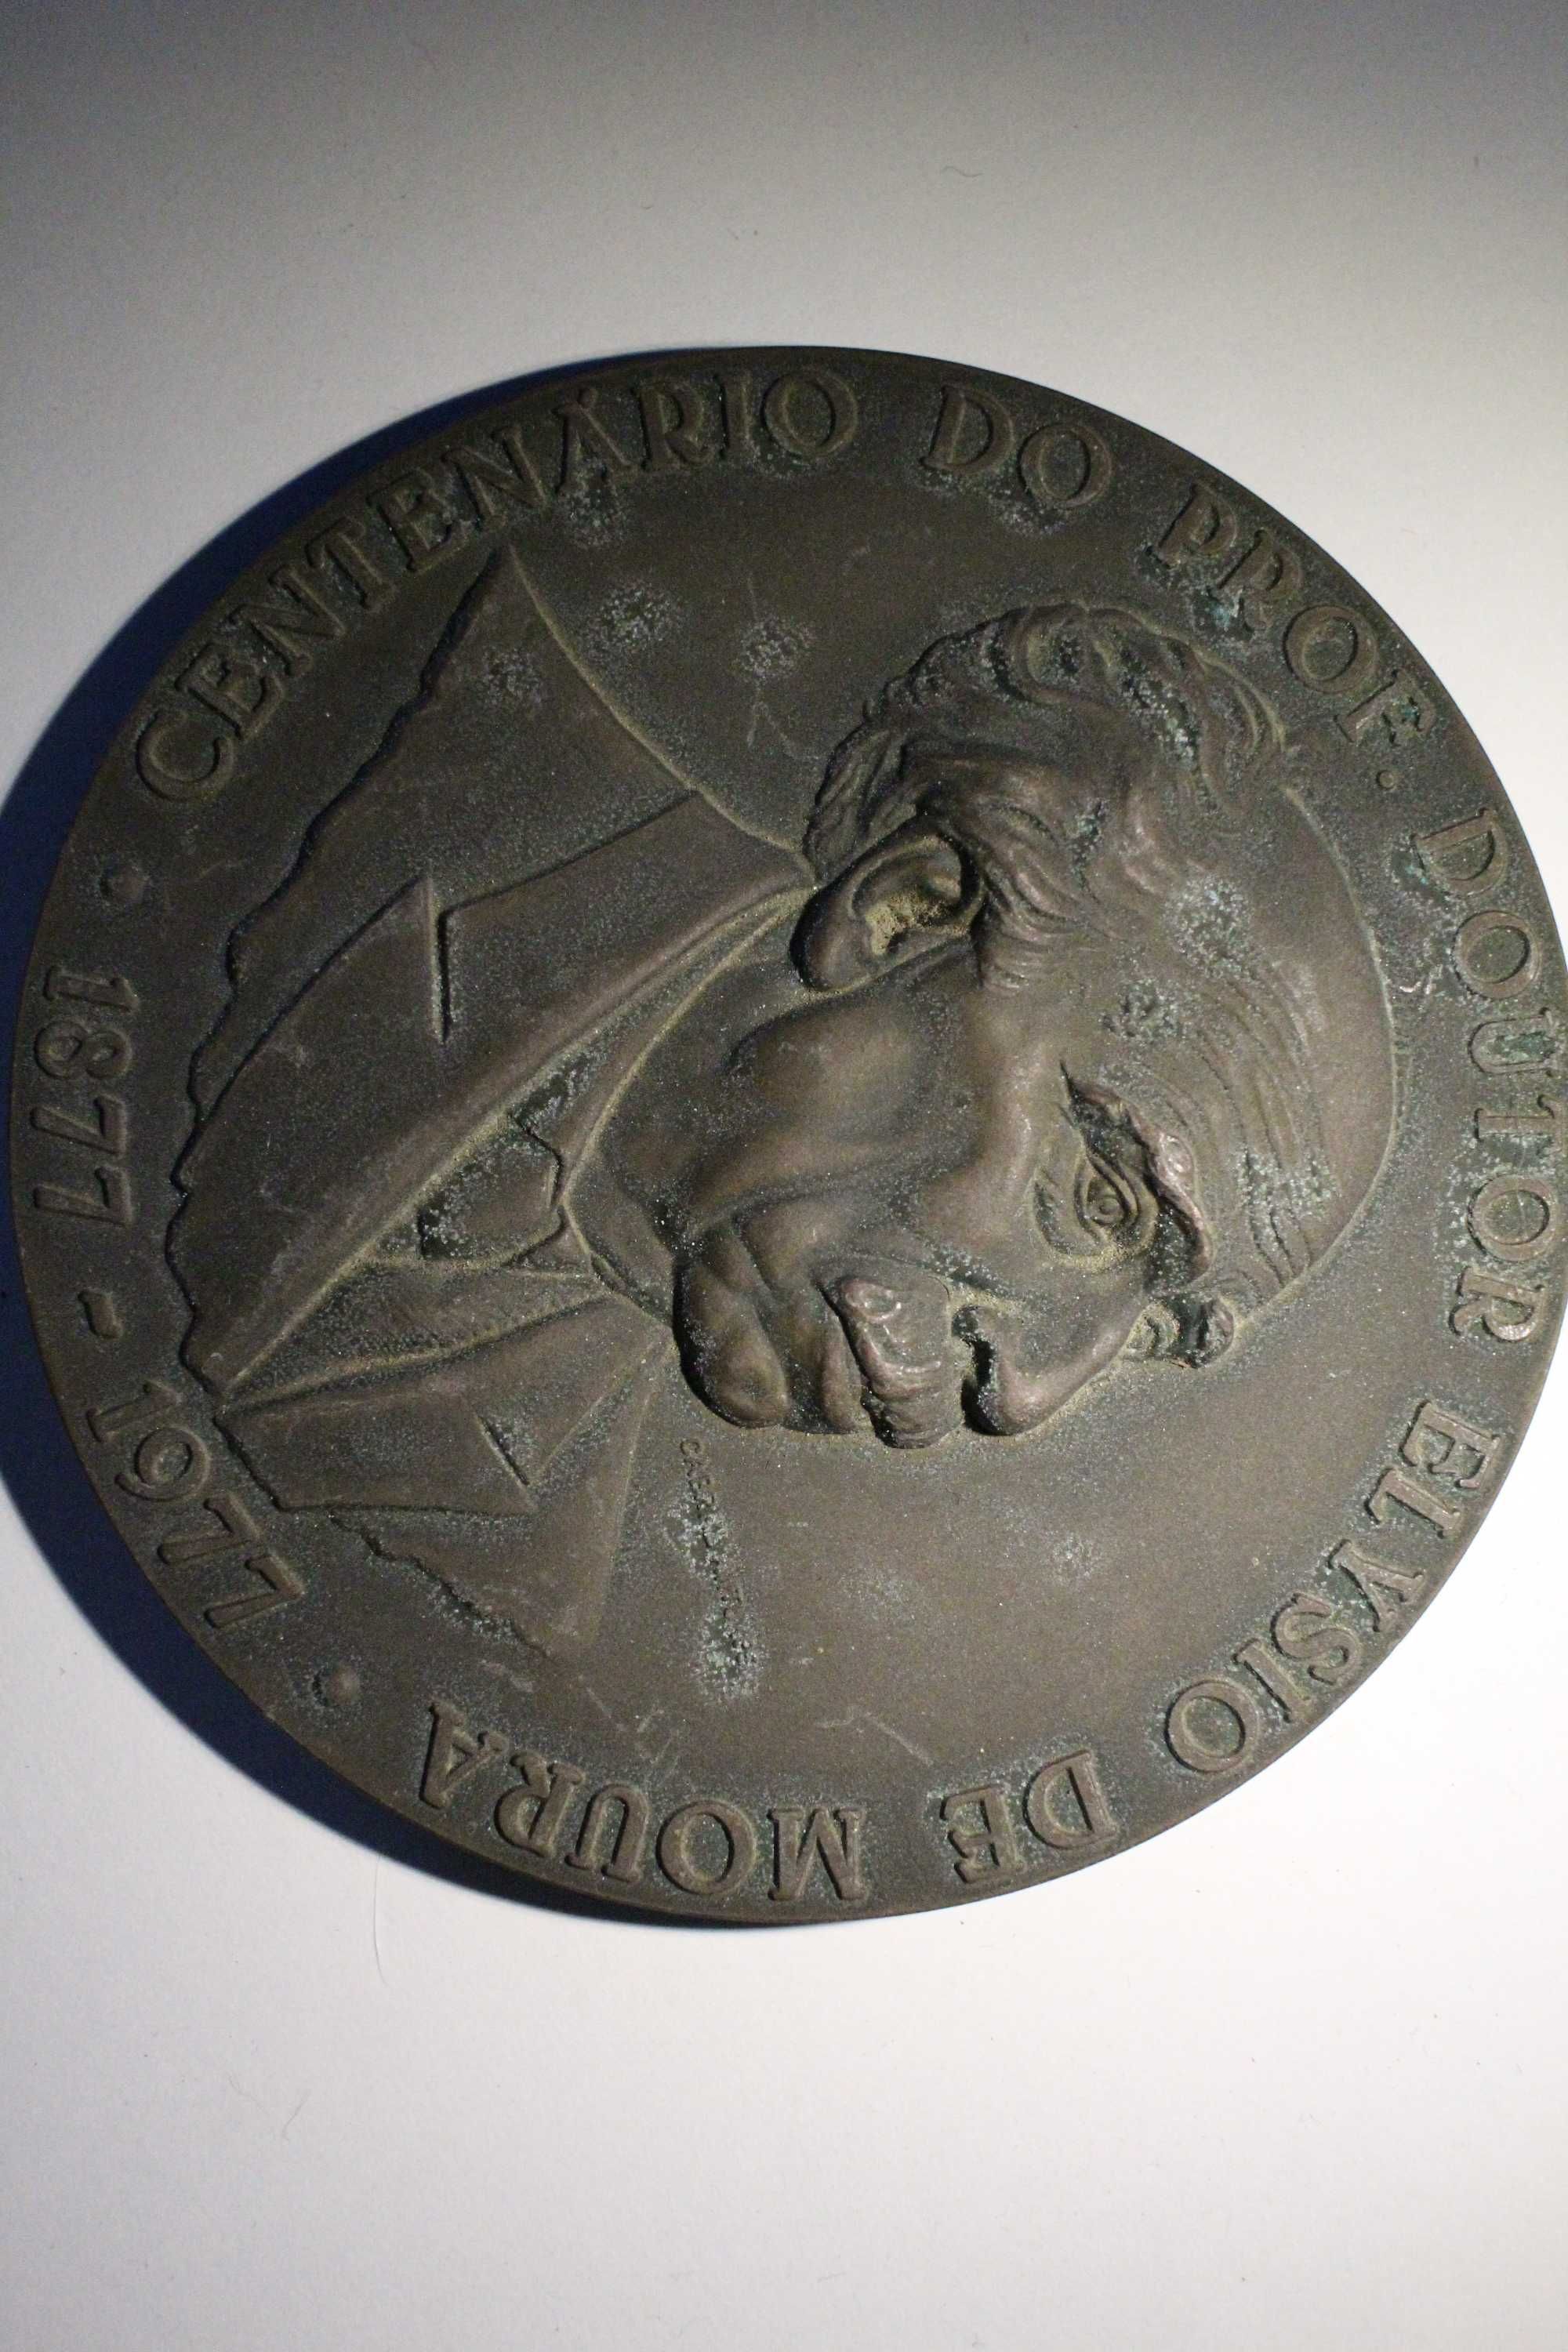 CENTENÁRIO DO PROF. DOUTOR ELYSIO DE MOURA
1877 - 1977